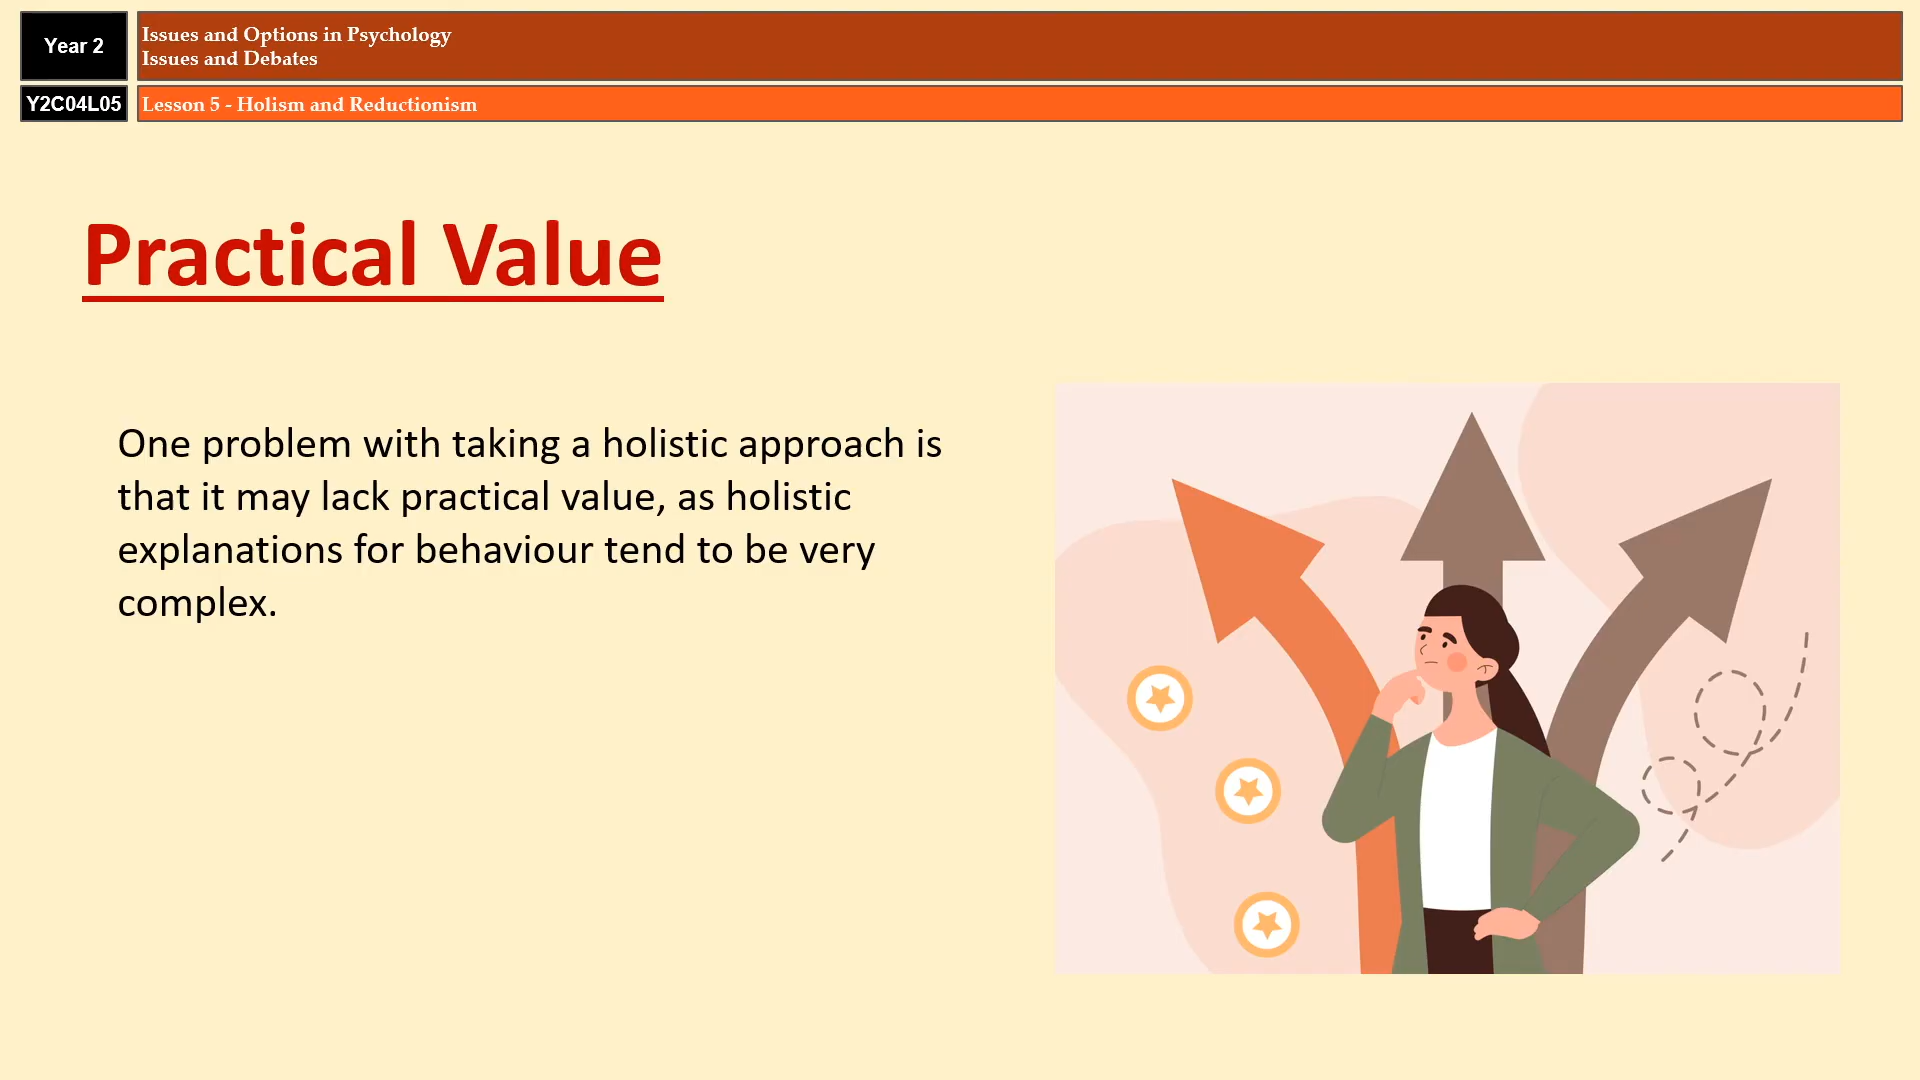 Year 2
Issues and Options in Psychology
Issues and Debates
Y2C04L05
Lesson 5 - Holism and Reductionism
Practical Value
One problem with taking a holistic approach is
that it may lack practical value, as holistic
explanations for behaviour tend to be very
complex.